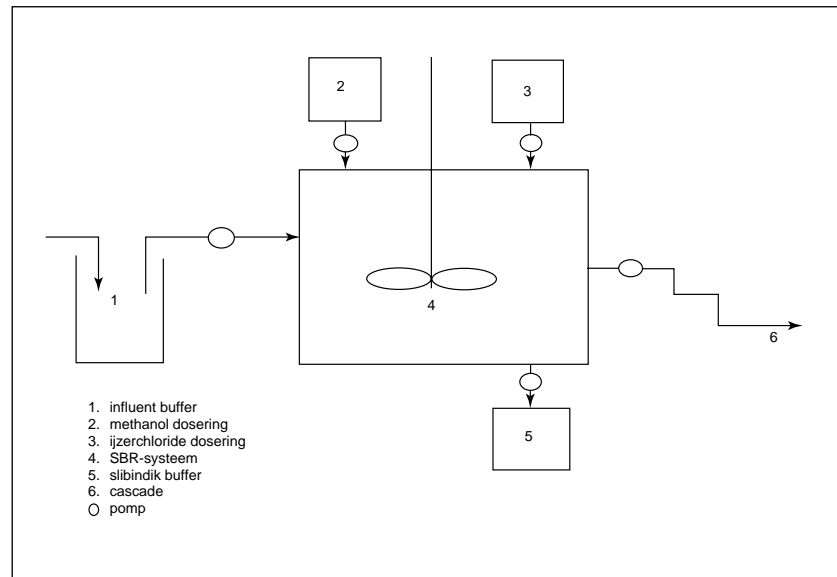 2
3
1
4
6
5
1. influent buffer
2. methanol dosering
3. ijzerchloride dosering
4. SBR-systeem
5. slibindik buffer
6. cascade
pomp